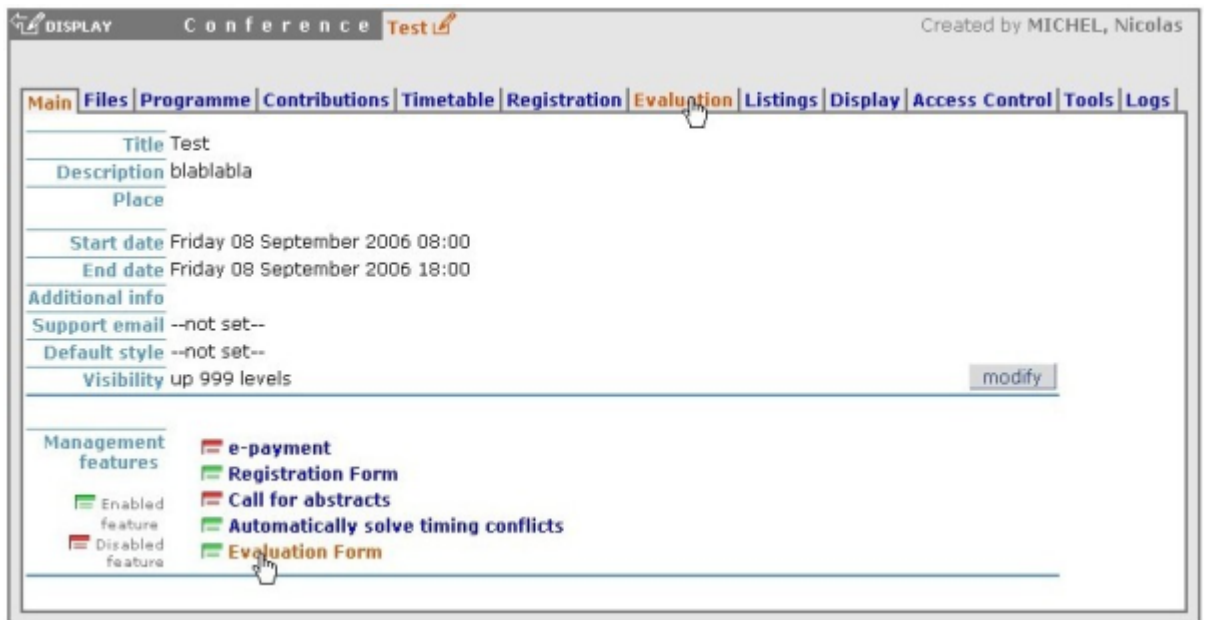 DISPLAY Conference Test Created by MICHEL, Nicolas
Main Files Programme Contributions Timetable Registration Evaluation Listings Display Access Control Tools Logs
Title Test
Description blablabla
Place
Start date Friday 08 September 2006 08:00
End date Friday 08 September 2006 18:00
Additional info
Support email --not set--
Default style --not set--
Visibility up 999 levels modify
Management features
Enabled feature
Disabled feature
e-payment
Registration Form
Call for abstracts
Automatically solve timing conflicts
Evaluation Form